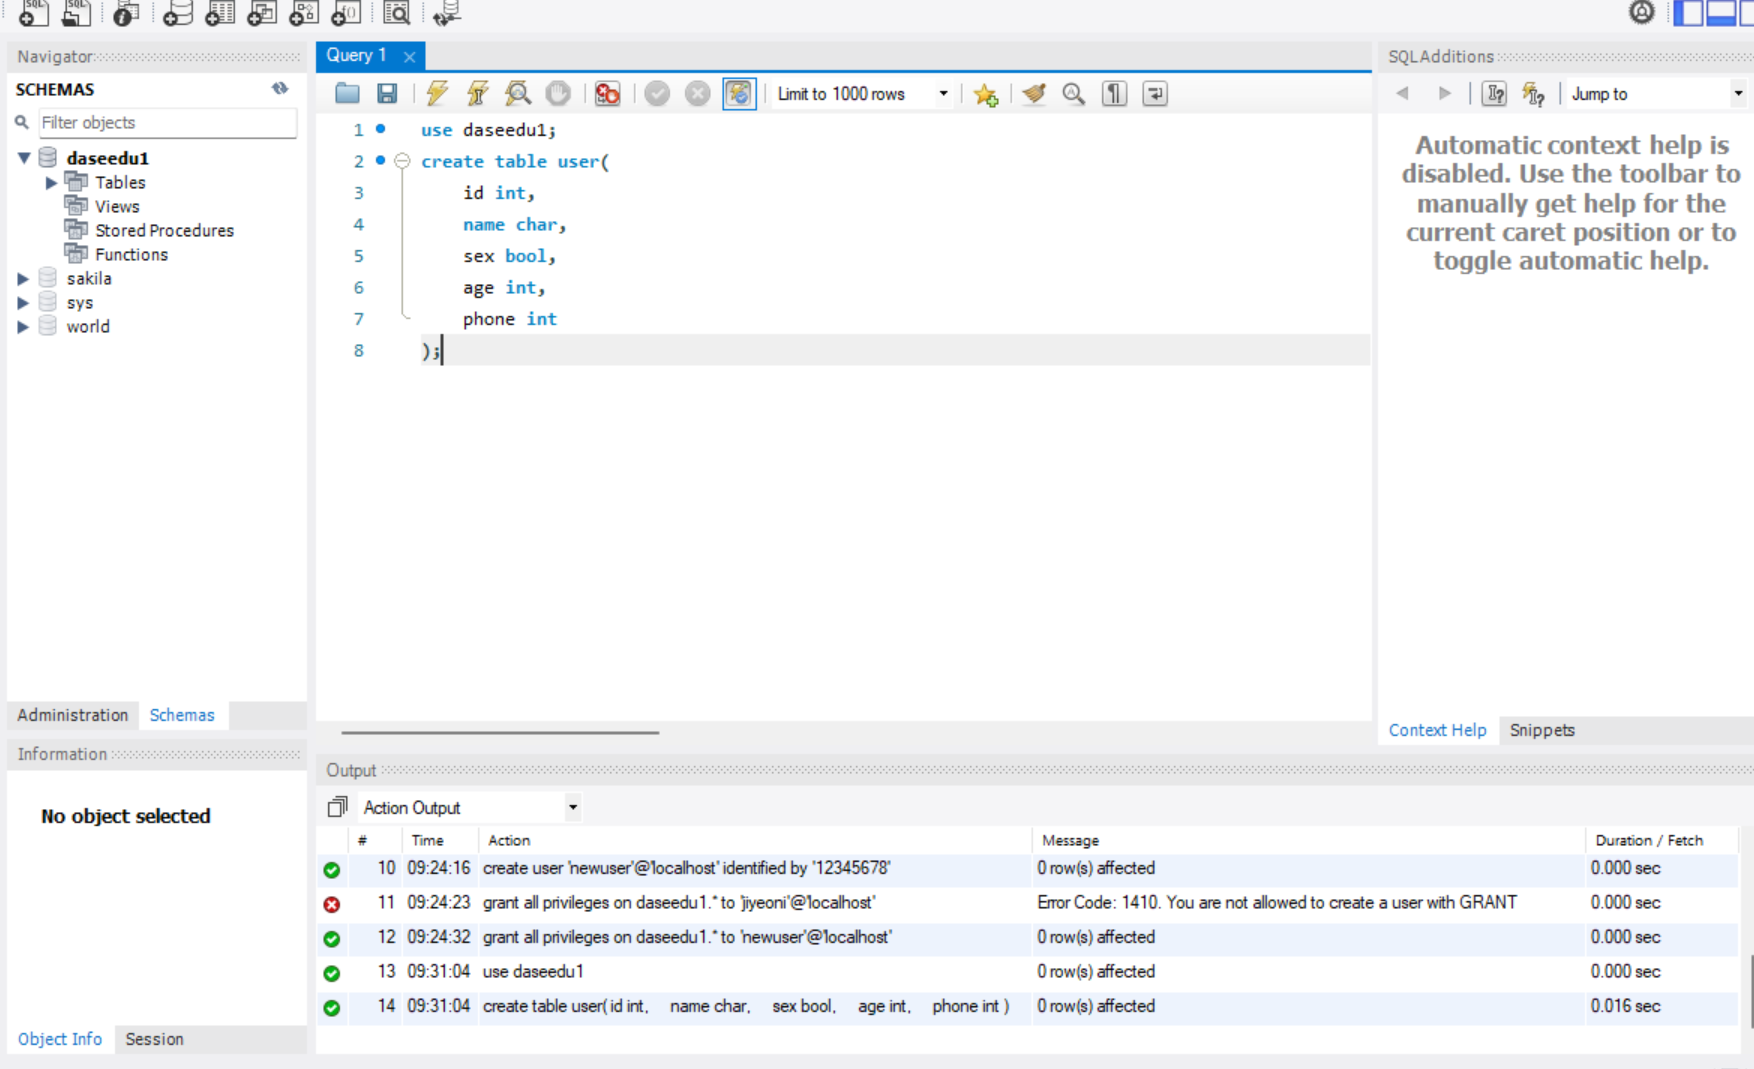 SQL
SQL
Navigator
Query 1
SQLAdditions
SCHEMAS
Limit to 1000 rows
Jump to
Filter objects
daseedu1
Tables
Views
Stored Procedures
Functions
sakila
sys
world
1 use daseedu1;
2 create table user(
3 id int,
4 name char,
5 sex bool,
6 age int,
7 phone int
8 );
Automatic context help is
disabled. Use the toolbar to
manually get help for the
current caret position or to
toggle automatic help.
Administration Schemas
Context Help Snippets
Information
Output
No object selected
Action Output
# Time Action Message Duration / Fetch
10 09:24:16 create user 'newuser'@'localhost' identified by '12345678' 0 row(s) affected 0.000 sec
11 09:24:23 grant all privileges on daseedu1.* to 'jiyeoni'@'localhost' Error Code: 1410. You are not allowed to create a user with GRANT 0.000 sec
12 09:24:32 grant all privileges on daseedu1.* to 'newuser'@'localhost' 0 row(s) affected 0.000 sec
13 09:31:04 use daseedu1 0 row(s) affected 0.000 sec
14 09:31:04 create table user( id int, name char, sex bool, age int, phone int ) 0 row(s) affected 0.016 sec
Object Info Session